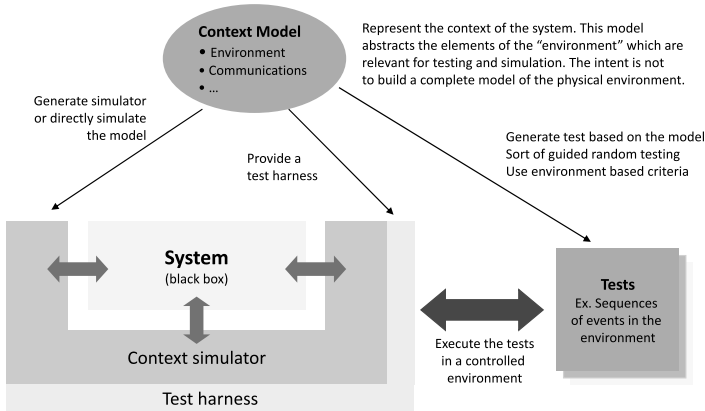 Context Model
• Environment
• Communications
• ...
Represent the context of the system. This model
abstracts the elements of the “environment” which are
relevant for testing and simulation. The intent is not
to build a complete model of the physical environment.
Generate simulator
or directly simulate
the model
Provide a
test harness
Generate test based on the model
Sort of guided random testing
Use environment based criteria
System
(black box)
Context simulator
Test harness
Execute the tests
in a controlled
environment
Tests
Ex. Sequences
of events in the
environment